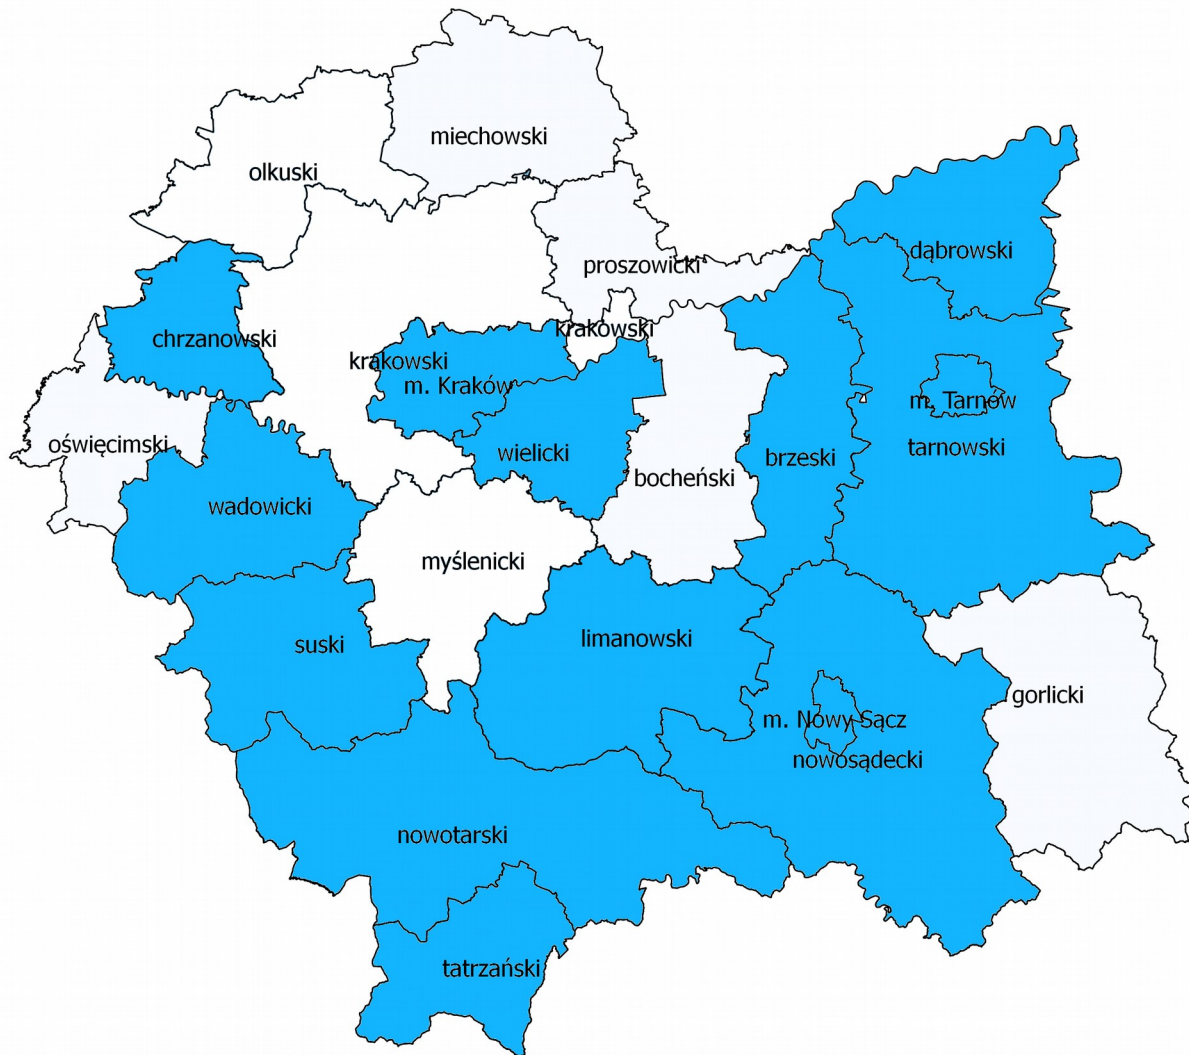 miechowski
olkuski
dąbrowski
proszowicki
krakowski
chrzanowski
krakowski
m. Kraków
m. Tarnów
oświęcimski
wielicki
tarnowski
brzeski
bocheński
wadowicki
myślenicki
limanowski
suski
gorlicki
m. Nowy Sącz
nowosądecki
nowotarski
tatrzański